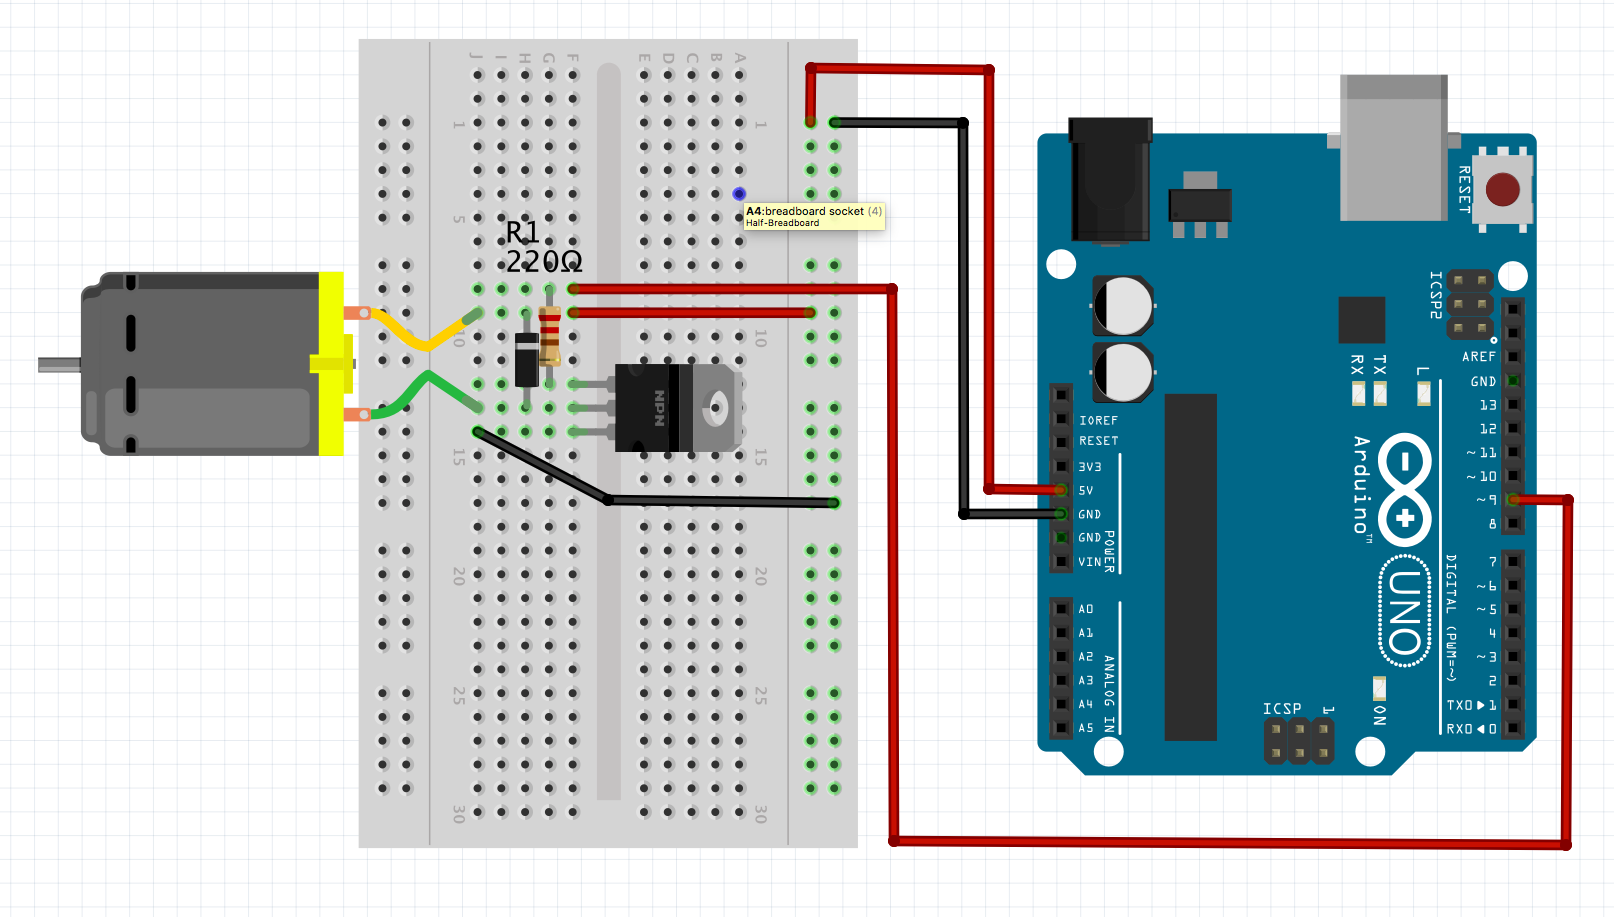 J I H G F E D C B A
1 1
5
10 10
15 15
20 20
25 25
30 30
A4:breadboard socket (4)
Half-Breadboard
R1
220Ω
NPN
RESET
ICSP2
AREF
GND
13
12
~11
~10
~9
8
7
~6
~5
4
~3
2
TX0▶1
RX0◀0
RX
TX
L
IOREF
RESET
3V3
5V
GND
GND
VIN
POWER
A0
A1
A2
A3
A4
A5
ANALOG IN
Arduino™
UNO
DIGITAL (PWM=~)
ON
ICSP
1